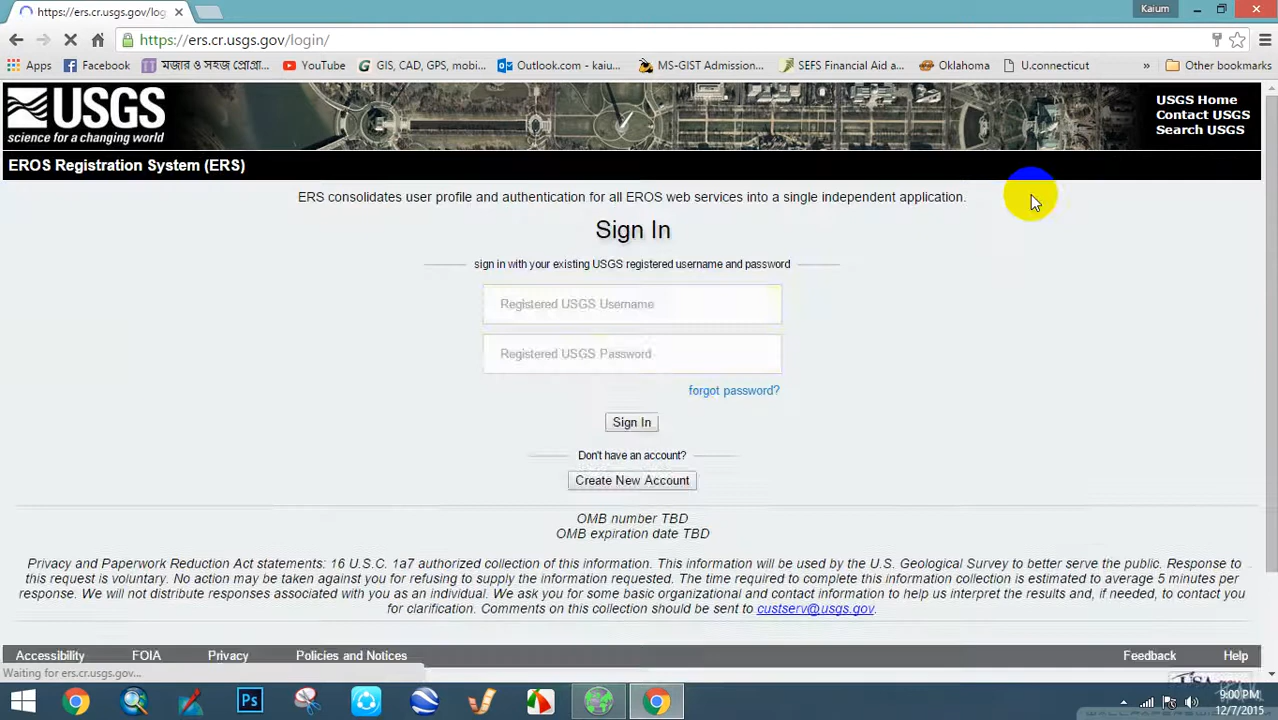 https://ers.cr.usgs.gov/log
Kaium
https://ers.cr.usgs.gov/login/
Apps
Facebook
মজার ও সহজ প্রোগ্রা...
YouTube
GIS, CAD, GPS, mobi...
Outlook.com - kaiu...
MS-GIST Admission...
SEFS Financial Aid a...
Oklahoma
U.connecticut
»
Other bookmarks
USGS
science for a changing world
USGS Home
Contact USGS
Search USGS
EROS Registration System (ERS)
ERS consolidates user profile and authentication for all EROS web services into a single independent application.
Sign In
sign in with your existing USGS registered username and password
Registered USGS Username
Registered USGS Password
forgot password?
Sign In
Don't have an account?
Create New Account
OMB number TBD
OMB expiration date TBD
Privacy and Paperwork Reduction Act statements: 16 U.S.C. 1a7 authorized collection of this information. This information will be used by the U.S. Geological Survey to better serve the public. Response to
this request is voluntary. No action may be taken against you for refusing to supply the information requested. The time required to complete this information collection is estimated to average 5 minutes per
response. We will not distribute responses associated with you as an individual. We ask you for some basic organizational and contact information to help us interpret the results and, if needed, to contact you
for clarification. Comments on this collection should be sent to custserv@usgs.gov.
Accessibility
FOIA
Privacy
Policies and Notices
Feedback
Help
Waiting for ers.cr.usgs.gov...
Ps
9:00 PM
12/7/2015